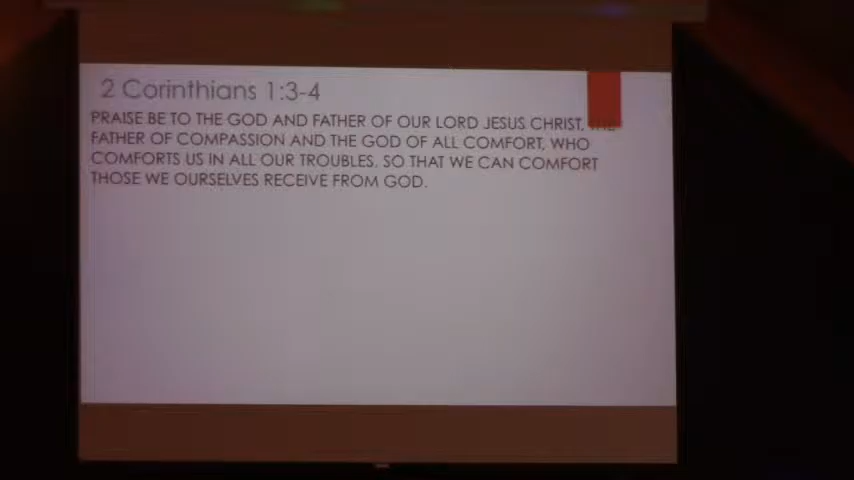 2 Corinthians 1:3-4
PRAISE BE TO THE GOD AND FATHER OF OUR LORD JESUS CHRIST, THE
FATHER OF COMPASSION AND THE GOD OF ALL COMFORT, WHO
COMFORTS US IN ALL OUR TROUBLES, SO THAT WE CAN COMFORT
THOSE WE OURSELVES RECEIVE FROM GOD.